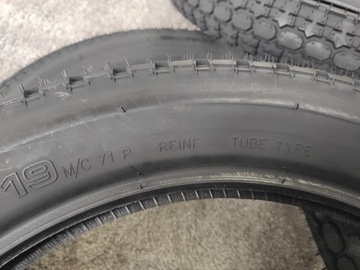 19 M/C 71 P REINF TUBE TYPE